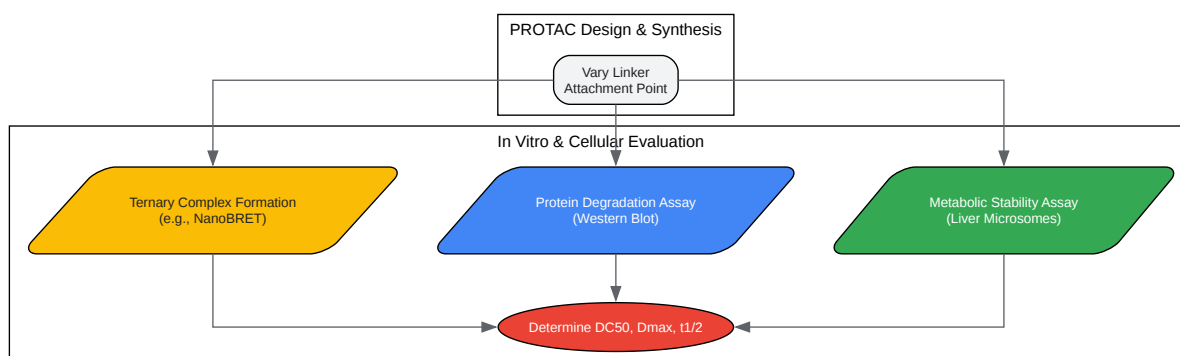 PROTAC Design & Synthesis
Vary Linker
Attachment Point
In Vitro & Cellular Evaluation
Ternary Complex Formation
(e.g., NanoBRET)
Protein Degradation Assay
(Western Blot)
Metabolic Stability Assay
(Liver Microsomes)
Determine DC50, Dmax, t1/2